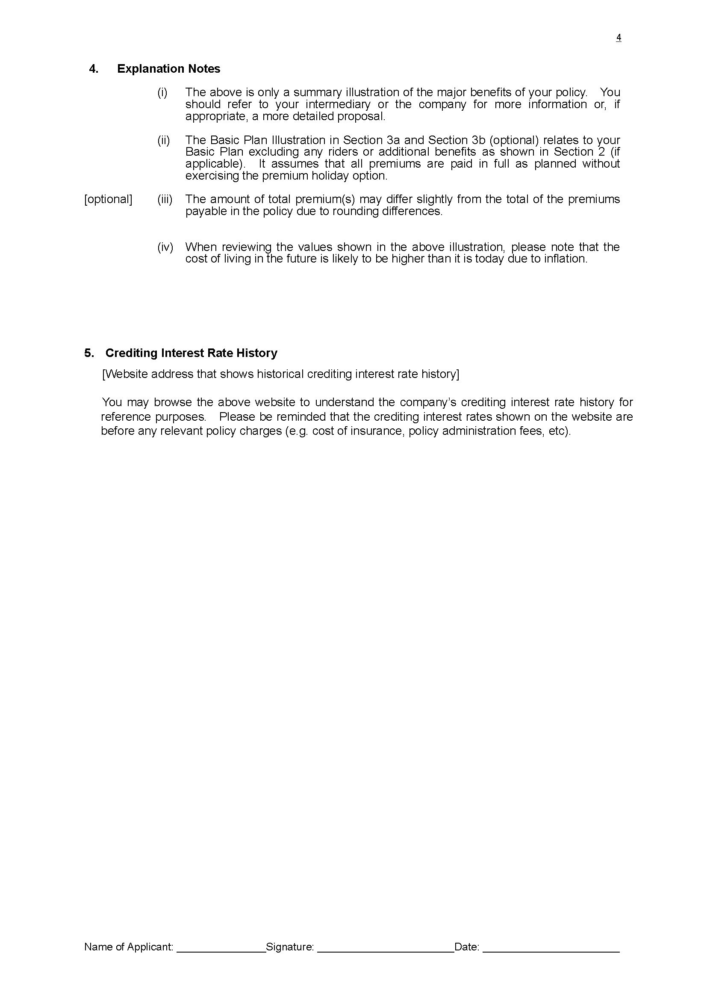 4
4. Explanation Notes
(i) The above is only a summary illustration of the major benefits of your policy. You
should refer to your intermediary or the company for more information or, if
appropriate, a more detailed proposal.
(ii) The Basic Plan Illustration in Section 3a and Section 3b (optional) relates to your
Basic Plan excluding any riders or additional benefits as shown in Section 2 (if
applicable). It assumes that all premiums are paid in full as planned without
exercising the premium holiday option.
[optional] (iii) The amount of total premium(s) may differ slightly from the total of the premiums
payable in the policy due to rounding differences.
(iv) When reviewing the values shown in the above illustration, please note that the
cost of living in the future is likely to be higher than it is today due to inflation.
5. Crediting Interest Rate History
[Website address that shows historical crediting interest rate history]
You may browse the above website to understand the company’s crediting interest rate history for
reference purposes. Please be reminded that the crediting interest rates shown on the website are
before any relevant policy charges (e.g. cost of insurance, policy administration fees, etc).
Name of Applicant: _______________Signature: _______________________Date: _______________________